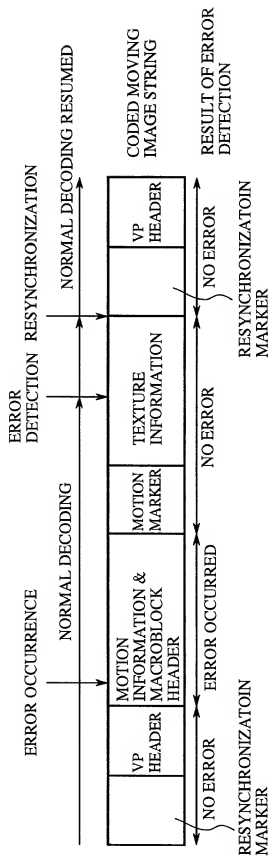 ERROR OCCURRENCE
ERROR
DETECTION
RESYNCHRONIZATION
NORMAL DECODING
NORMAL DECODING RESUMED
VP
HEADER
MOTION
INFORMATION &
MACROBLOCK
HEADER
MOTION
MARKER
TEXTURE
INFORMATION
VP
HEADER
CODED MOVING
IMAGE STRING
NO ERROR
ERROR OCCURRED
NO ERROR
NO ERROR
RESULT OF ERROR
DETECTION
RESYNCHRONIZATOIN
MARKER
RESYNCHRONIZATOIN
MARKER